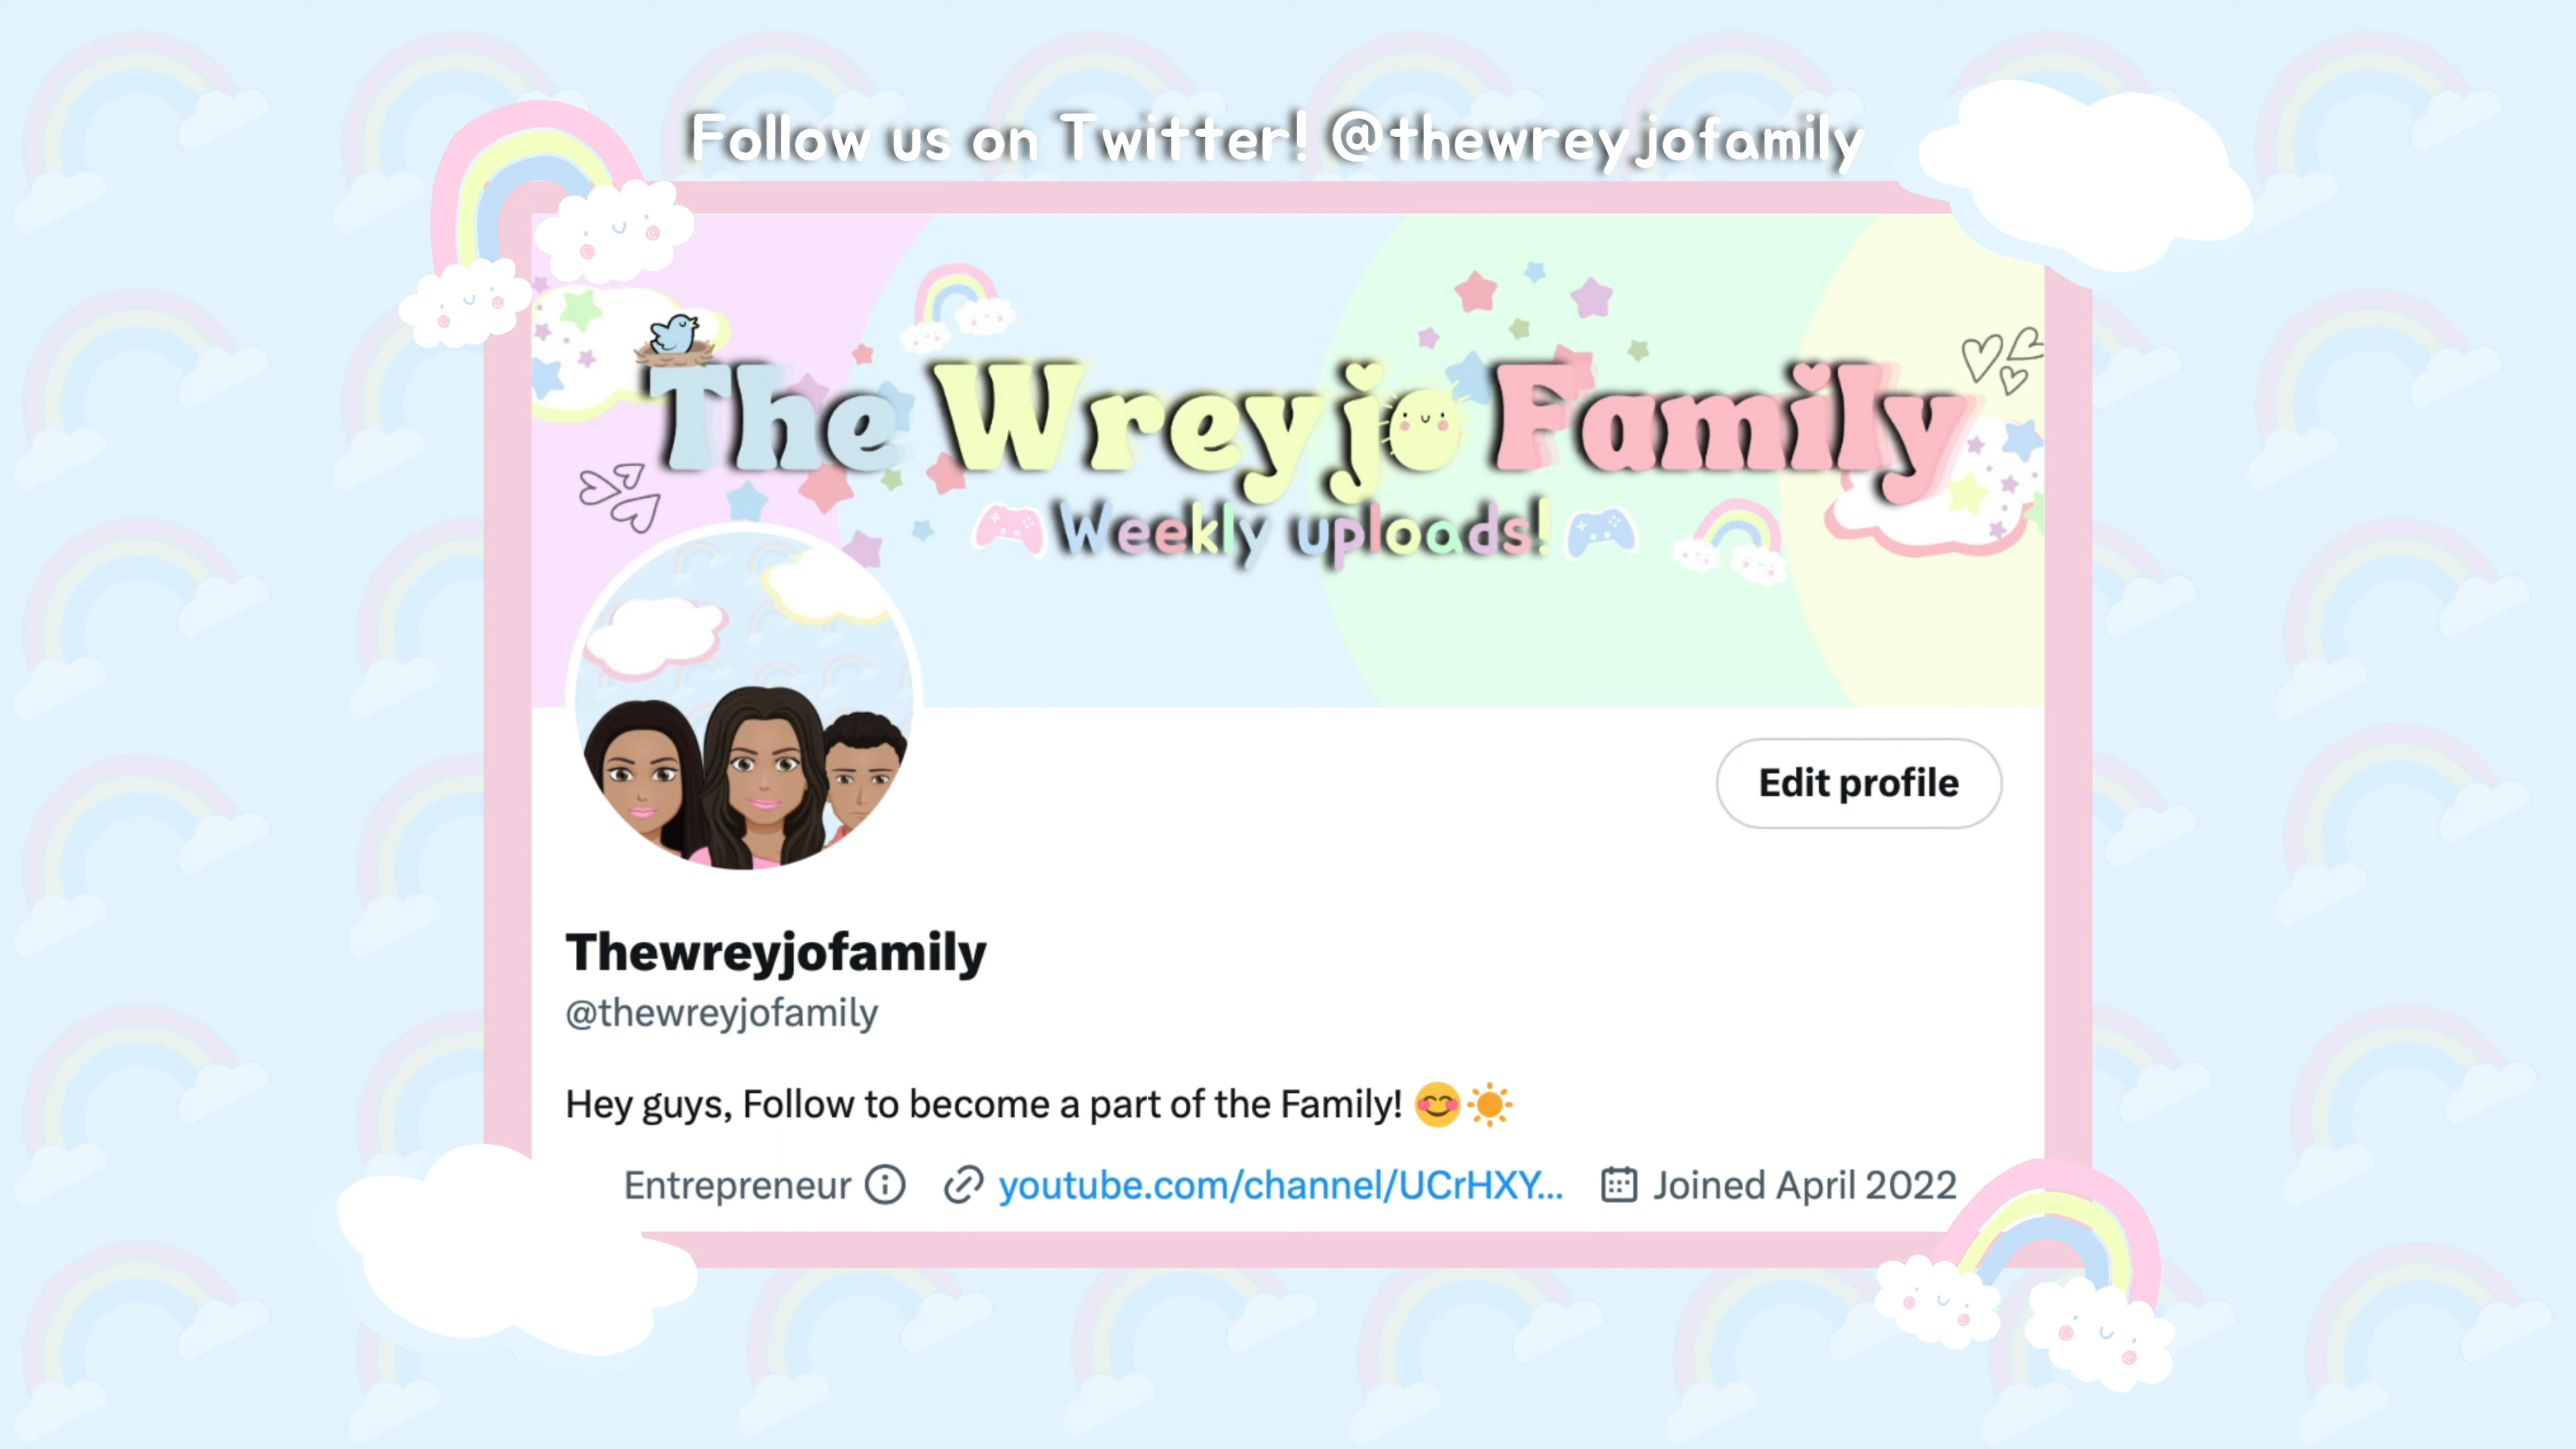 Follow us on Twitter! @thewreyjofamily
The Wreyjo Family
Weekly uploads!
Edit profile
Thewreyjofamily
@thewreyjofamily
Hey guys, Follow to become a part of the Family! 😊☀️
Entrepreneur youtube.com/channel/UCrHXY... Joined April 2022